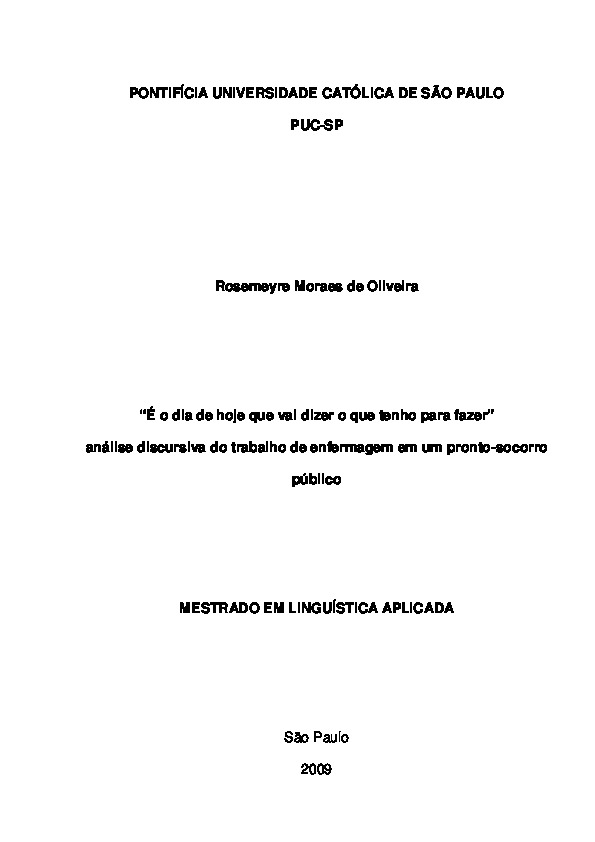 PONTIFÍCIA UNIVERSIDADE CATÓLICA DE SÃO PAULO
PUC-SP
Rosemeyre Moraes de Oliveira
“É o dia de hoje que vai dizer o que tenho para fazer”
análise discursiva do trabalho de enfermagem em um pronto-socorro
público
MESTRADO EM LINGUÍSTICA APLICADA
São Paulo
2009